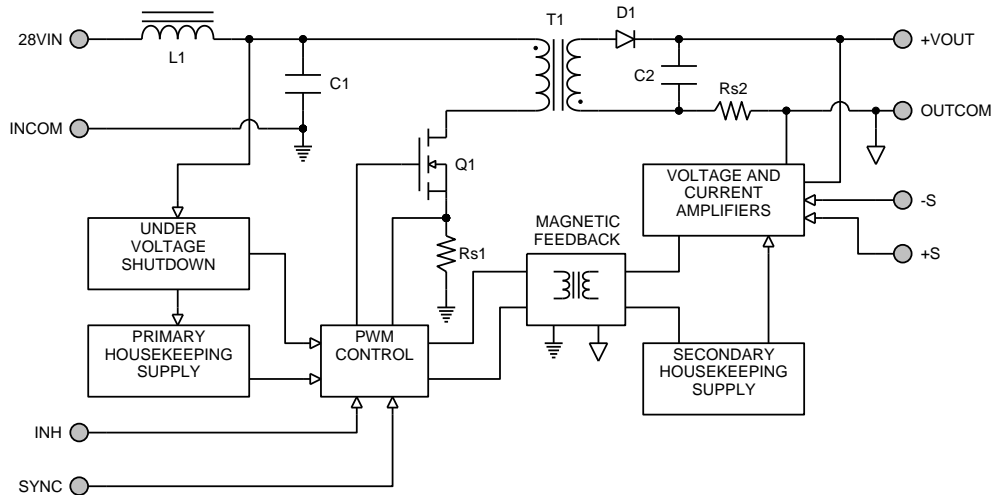 T1
D1
28VIN
+VOUT
L1
C1
C2
Rs2
INCOM
OUTCOM
Q1
VOLTAGE AND
CURRENT
AMPLIFIERS
-S
UNDER
VOLTAGE
SHUTDOWN
MAGNETIC
FEEDBACK
Rs1
+S
PRIMARY
HOUSEKEEPING
SUPPLY
PWM
CONTROL
SECONDARY
HOUSEKEEPING
SUPPLY
INH
SYNC